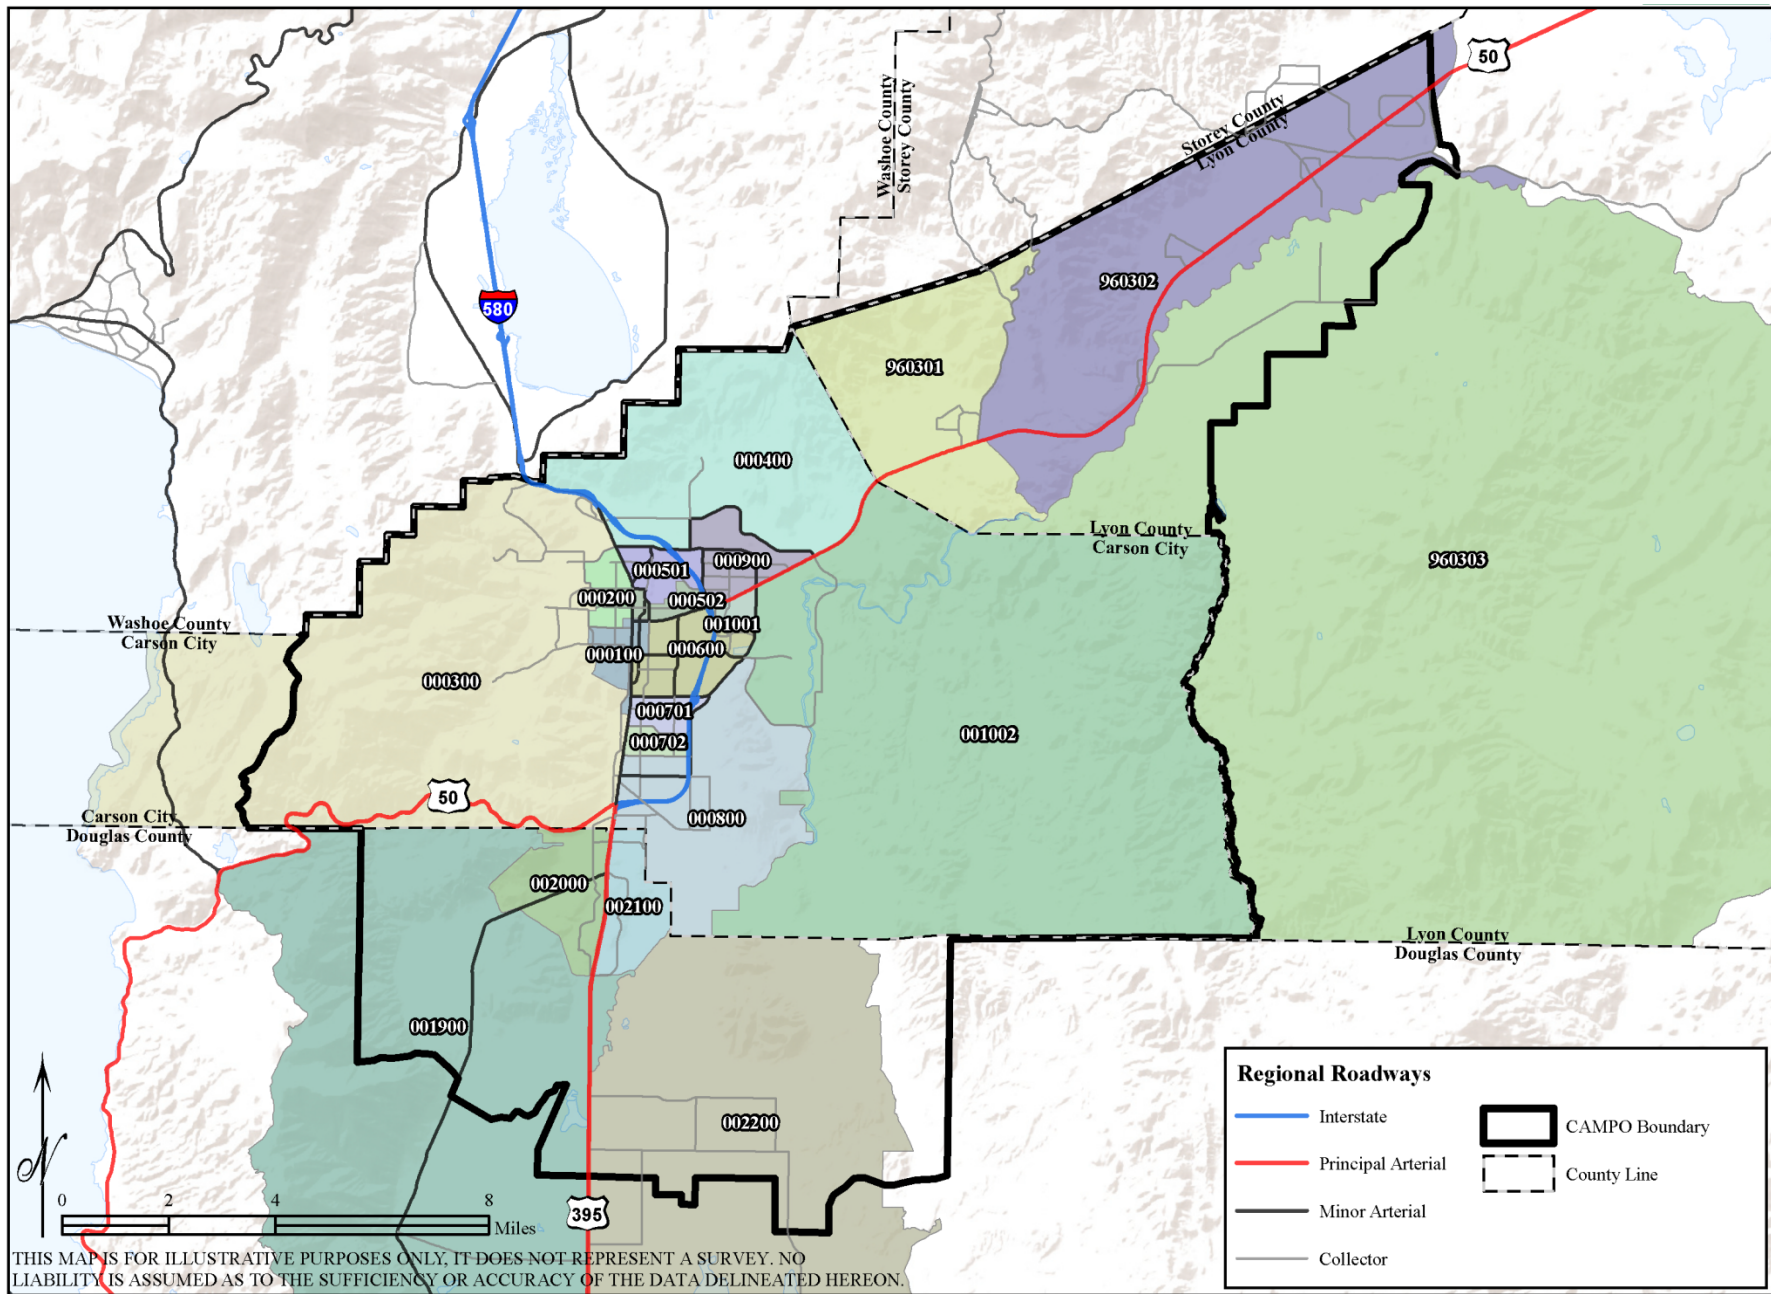 50
Washoe County
Storey County
Storey County
Lyon County
580
960302
960301
000400
Lyon County
Carson City
000900
000501
960303
000200
000502
001001
Washoe County
Carson City
000600
000100
000300
000701
001002
000702
50
Carson City
Douglas County
000800
002000
002100
Lyon County
Douglas County
001900
002200
395
N
0 2 4 8
Miles
THIS MAP IS FOR ILLUSTRATIVE PURPOSES ONLY, IT DOES NOT REPRESENT A SURVEY. NO
LIABILITY IS ASSUMED AS TO THE SUFFICIENCY OR ACCURACY OF THE DATA DELINEATED HEREON.
Regional Roadways
Interstate
Principal Arterial
Minor Arterial
Collector
CAMPO Boundary
County Line